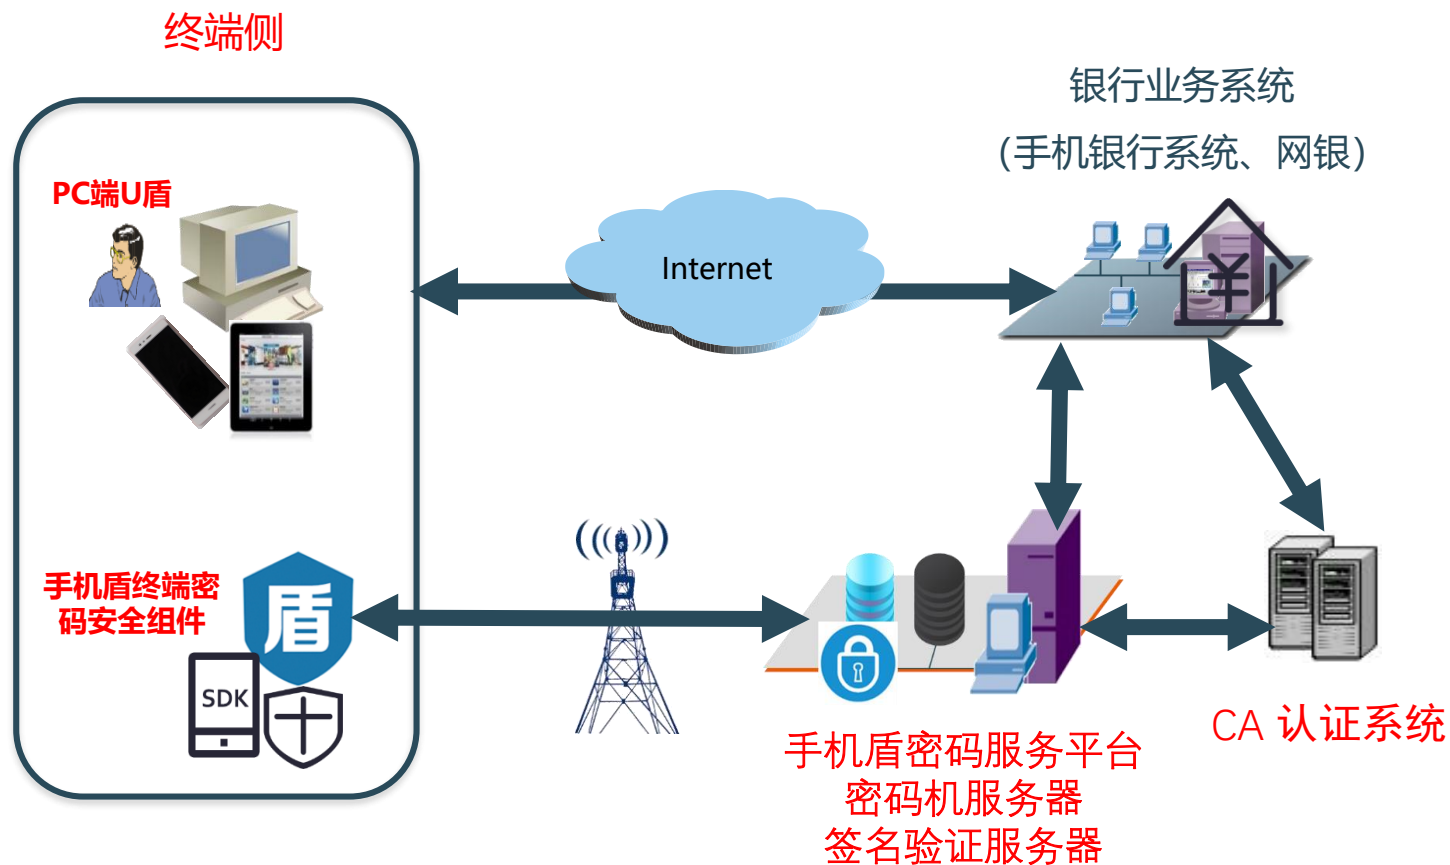 终端侧
银行业务系统
（手机银行系统、网银）
PC端U盾
Internet
手机盾终端密
码安全组件
盾
SDK
CA 认证系统
手机盾密码服务平台
密码机服务器
签名验证服务器